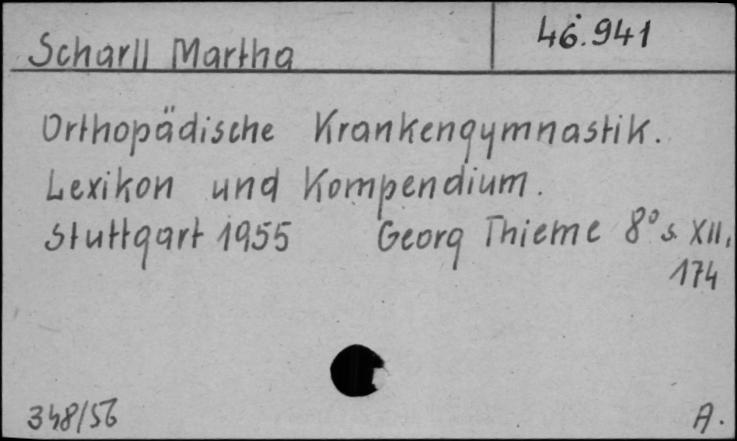 Scharll Martha
46.941
Orthopädische Krankengymnastik.
Lexikon und Kompendium.
Stuttgart 1955 Georg Thieme 8° s. XII,
174
348/56
A.